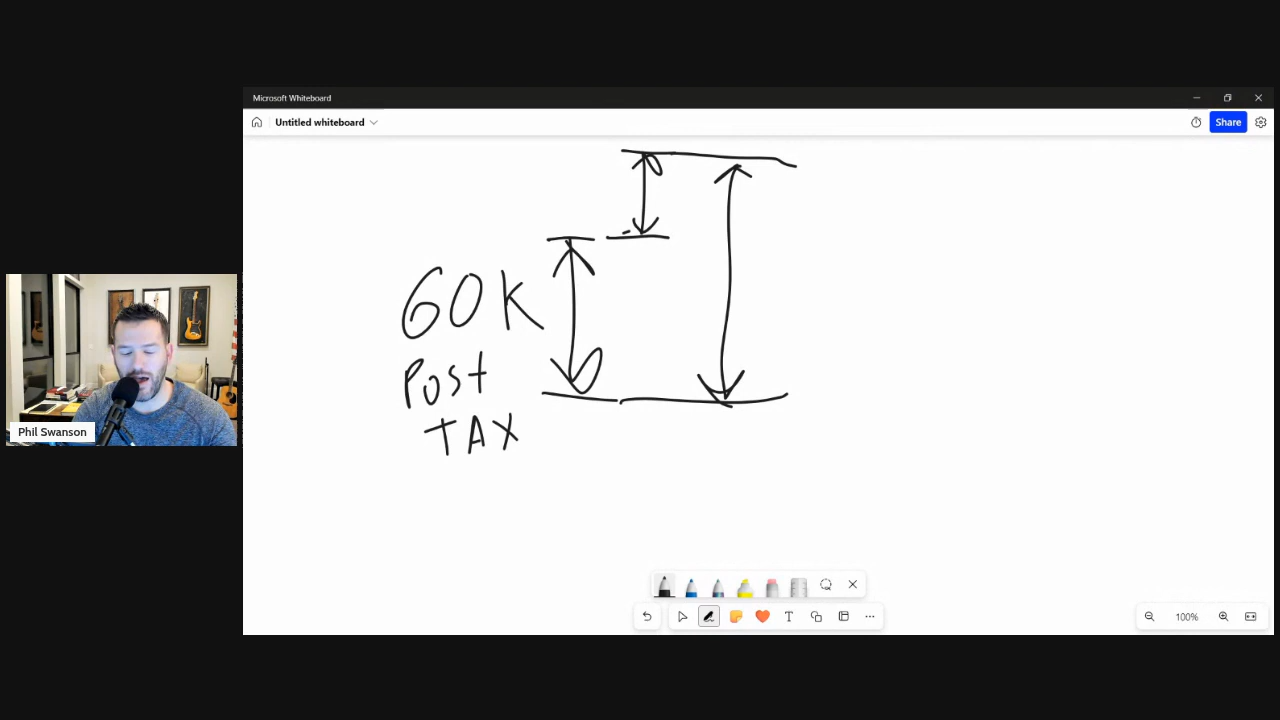 Microsoft Whiteboard
Untitled whiteboard
Share
60K
Post
TAX
Phil Swanson
100%